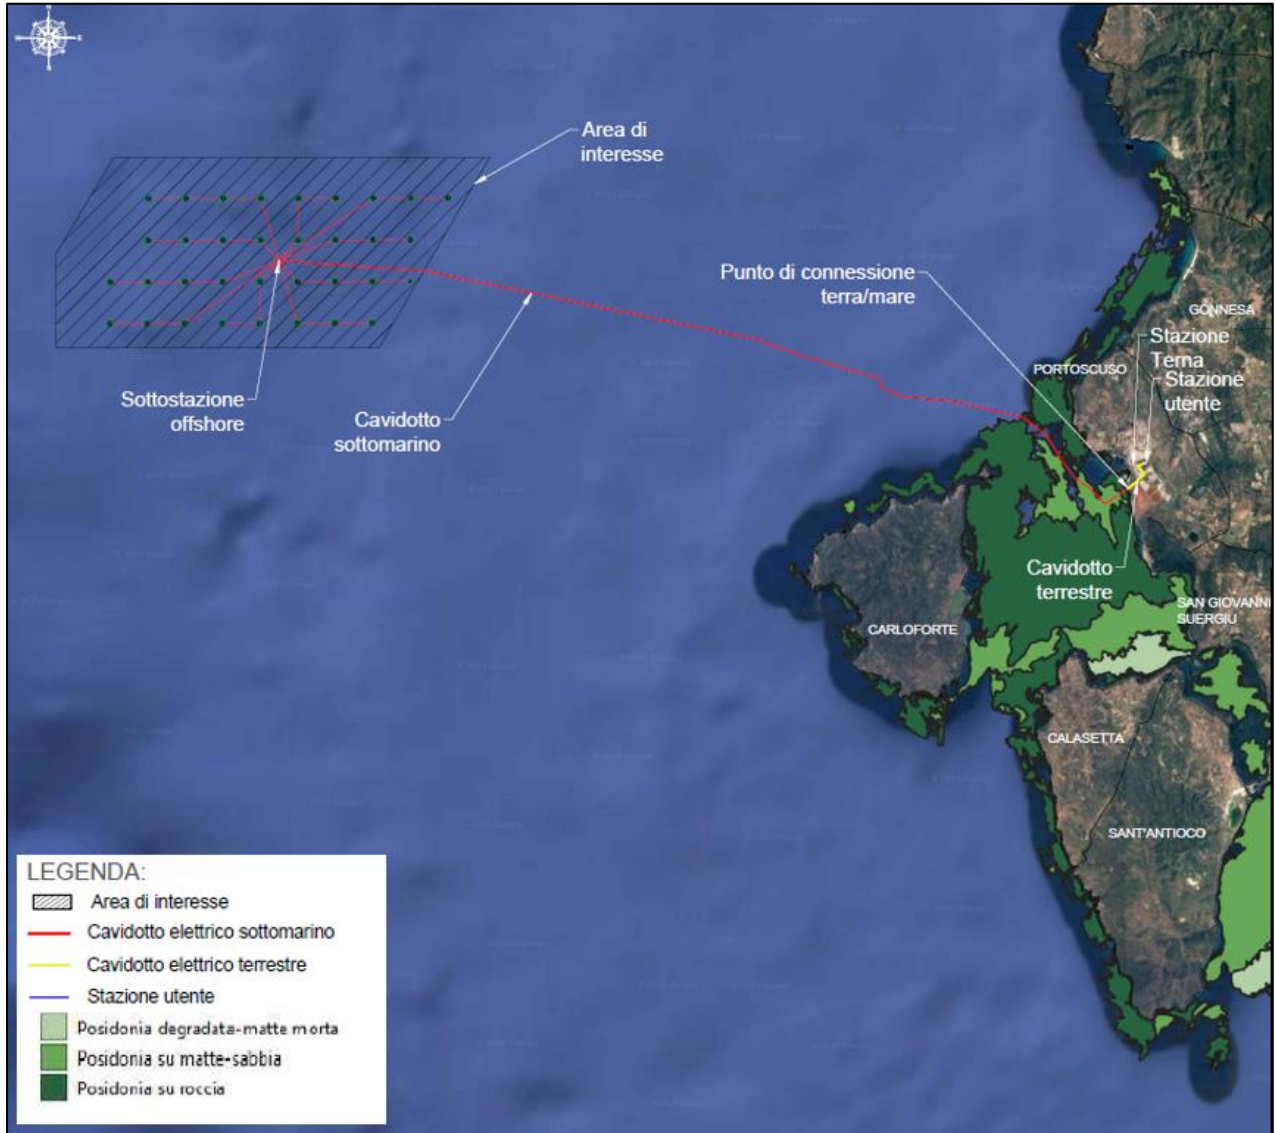 Area di
interesse
Punto di connessione
terra/mare
GONNESA
Stazione
Terna
PORTOSCUSO
Stazione
utente
Sottostazione
offshore
Cavidotto
sottomarino
Cavidotto
terrestre
SAN GIOVANNI
SUERGIU
CARLOFORTE
CALASETTA
SANT'ANTIOCO
LEGENDA:
Area di interesse
Cavidotto elettrico sottomarino
Cavidotto elettrico terrestre
Stazione utente
Posidonia degradata-matte morta
Posidonia su matte-sabbia
Posidonia su roccia